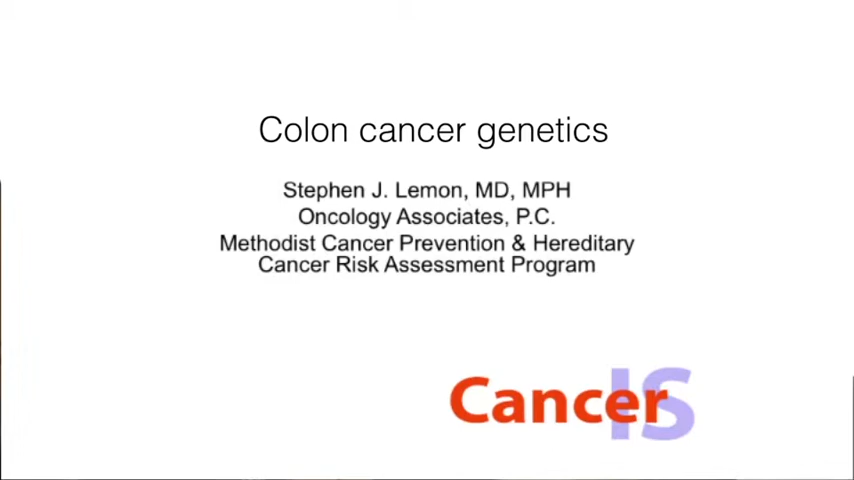 Colon cancer genetics
Stephen J. Lemon, MD, MPH
Oncology Associates, P.C.
Methodist Cancer Prevention & Hereditary
Cancer Risk Assessment Program
CancerIS